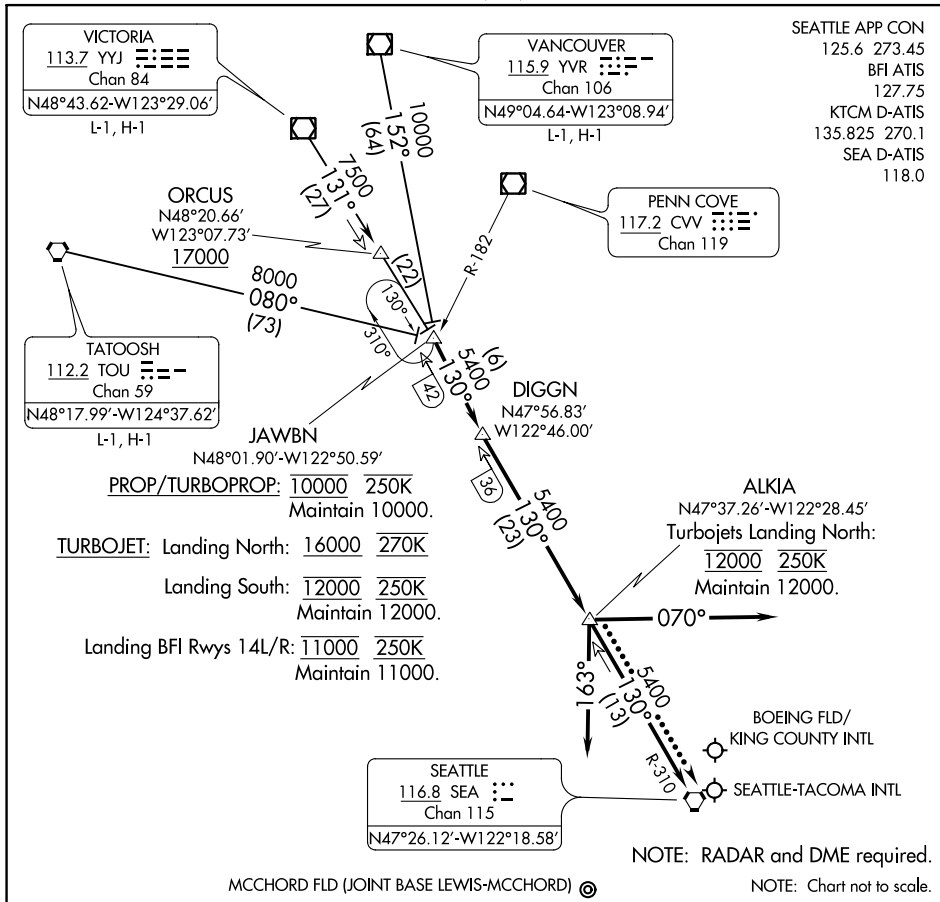 VICTORIA
113.7 YYJ
Chan 84
N48°43.62-W123°29.06′
L-1, H-1
VANCOUVER
115.9 YVR
Chan 106
N49°04.64-W123°08.94′
L-1, H-1
SEATTLE APP CON
125.6 273.45
BFI ATIS
127.75
KTCM D-ATIS
135.825 270.1
SEA D-ATIS
118.0
10000
152°
(64)
7500
131°
(27)
ORCUS
N48°20.66′
W123°07.73′
17000
PENN COVE
117.2 CVV
Chan 119
R-182
(22)
8000
080°
(73)
130°
310°
TATOOSH
112.2 TOU
Chan 59
N48°17.99′-W124°37.62′
L-1, H-1
(6)
5400
130°
42
DIGGN
N47°56.83′
W122°46.00′
JAWBN
N48°01.90′-W122°50.59′
PROP/TURBOPROP: 10000 250K
Maintain 10000.
TURBOJET: Landing North: 16000 270K
Landing South: 12000 250K
Maintain 12000.
Landing BFI Rwys 14L/R: 11000 250K
Maintain 11000.
36
5400
130°
(23)
ALKIA
N47°37.26′-W122°28.45′
Turbojets Landing North:
12000 250K
Maintain 12000.
070°
163°
5400
130°
(13)
R-310
BOEING FLD/
KING COUNTY INTL
SEATTLE-TACOMA INTL
SEATTLE
116.8 SEA
Chan 115
N47°26.12′-W122°18.58′
NOTE: RADAR and DME required.
MCCHORD FLD (JOINT BASE LEWIS-MCCHORD)
NOTE: Chart not to scale.